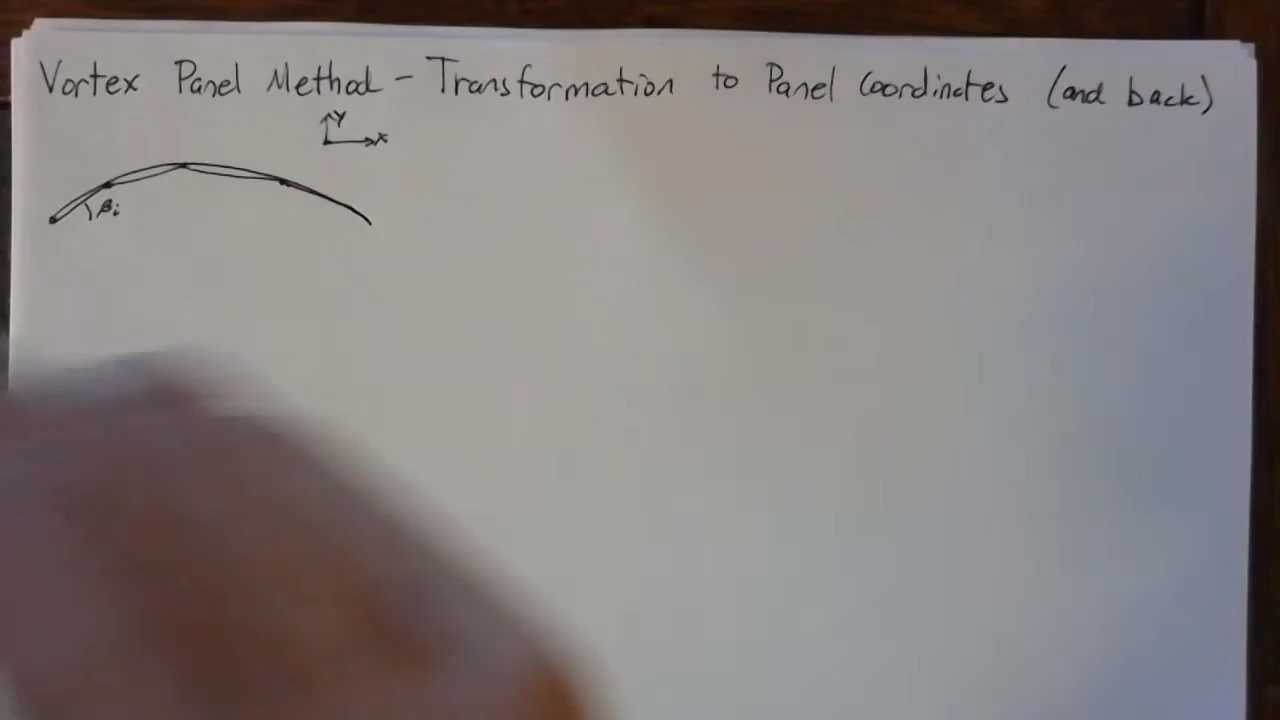 Vortex Panel Method - Transformation to Panel Coordinates (and back)
Y
x
βi